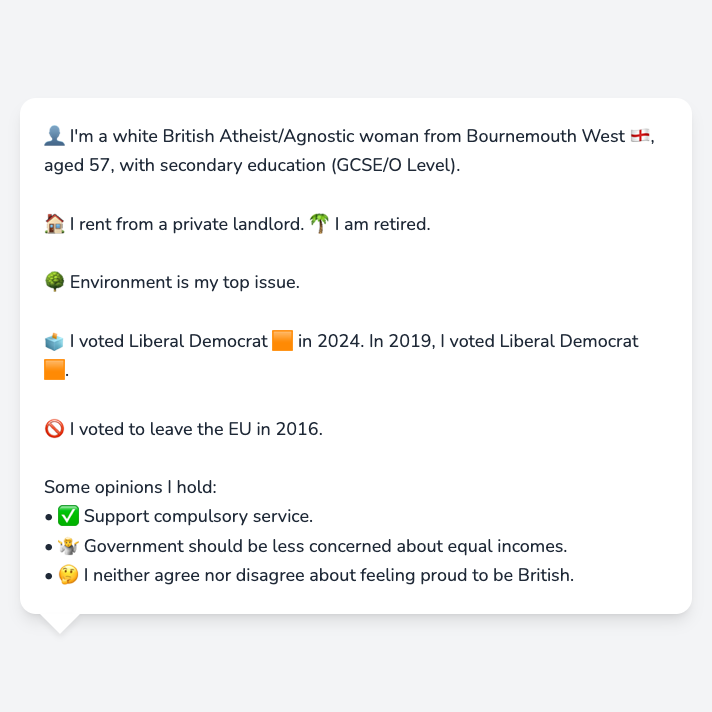 👤 I'm a white British Atheist/Agnostic woman from Bournemouth West 🏴󠁧󠁢󠁥󠁮󠁧󠁿,
aged 57, with secondary education (GCSE/O Level).
🏠 I rent from a private landlord. 🌴 I am retired.
🌳 Environment is my top issue.
🗳️ I voted Liberal Democrat 🟧 in 2024. In 2019, I voted Liberal Democrat
🟧.
🚫 I voted to leave the EU in 2016.
Some opinions I hold:
• ✅ Support compulsory service.
• 🤷 Government should be less concerned about equal incomes.
• 🤔 I neither agree nor disagree about feeling proud to be British.